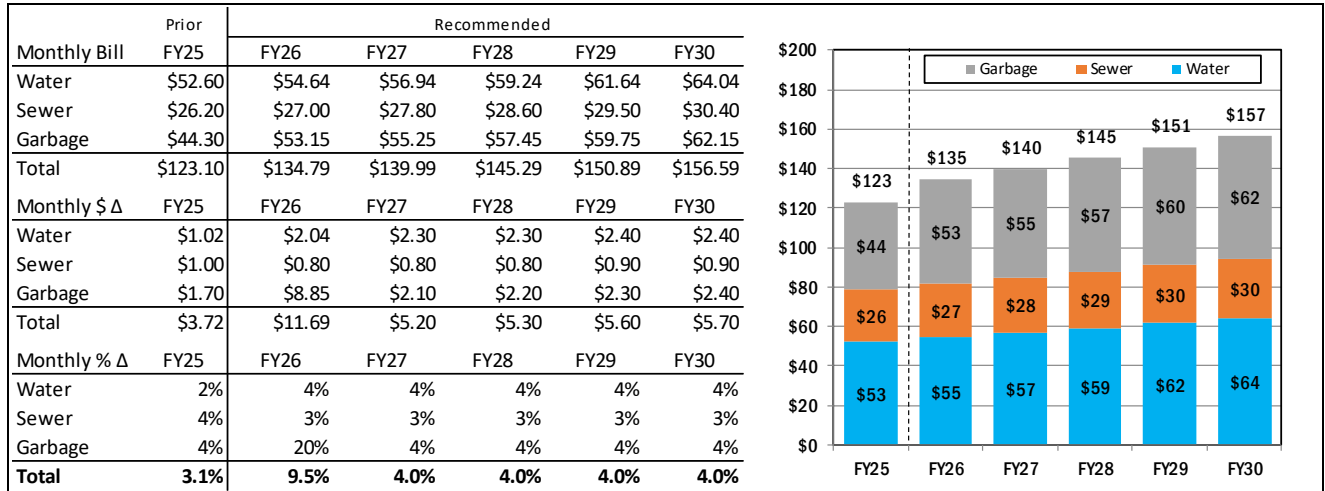 Prior Recommended
Monthly Bill FY25 FY26 FY27 FY28 FY29 FY30
Water $52.60 $54.64 $56.94 $59.24 $61.64 $64.04
Sewer $26.20 $27.00 $27.80 $28.60 $29.50 $30.40
Garbage $44.30 $53.15 $55.25 $57.45 $59.75 $62.15
Total $123.10 $134.79 $139.99 $145.29 $150.89 $156.59
Monthly $ Δ FY25 FY26 FY27 FY28 FY29 FY30
Water $1.02 $2.04 $2.30 $2.30 $2.40 $2.40
Sewer $1.00 $0.80 $0.80 $0.80 $0.90 $0.90
Garbage $1.70 $8.85 $2.10 $2.20 $2.30 $2.40
Total $3.72 $11.69 $5.20 $5.30 $5.60 $5.70
Monthly % Δ FY25 FY26 FY27 FY28 FY29 FY30
Water 2% 4% 4% 4% 4% 4%
Sewer 4% 3% 3% 3% 3% 3%
Garbage 4% 20% 4% 4% 4% 4%
Total 3.1% 9.5% 4.0% 4.0% 4.0% 4.0%
$200
$180
$160
$140
$120
$100
$80
$60
$40
$20
$0
Garbage Sewer Water
$123 $135 $140 $145 $151 $157
$44 $53 $55 $57 $60 $62
$26 $27 $28 $29 $30 $30
$53 $55 $57 $59 $62 $64
FY25 FY26 FY27 FY28 FY29 FY30